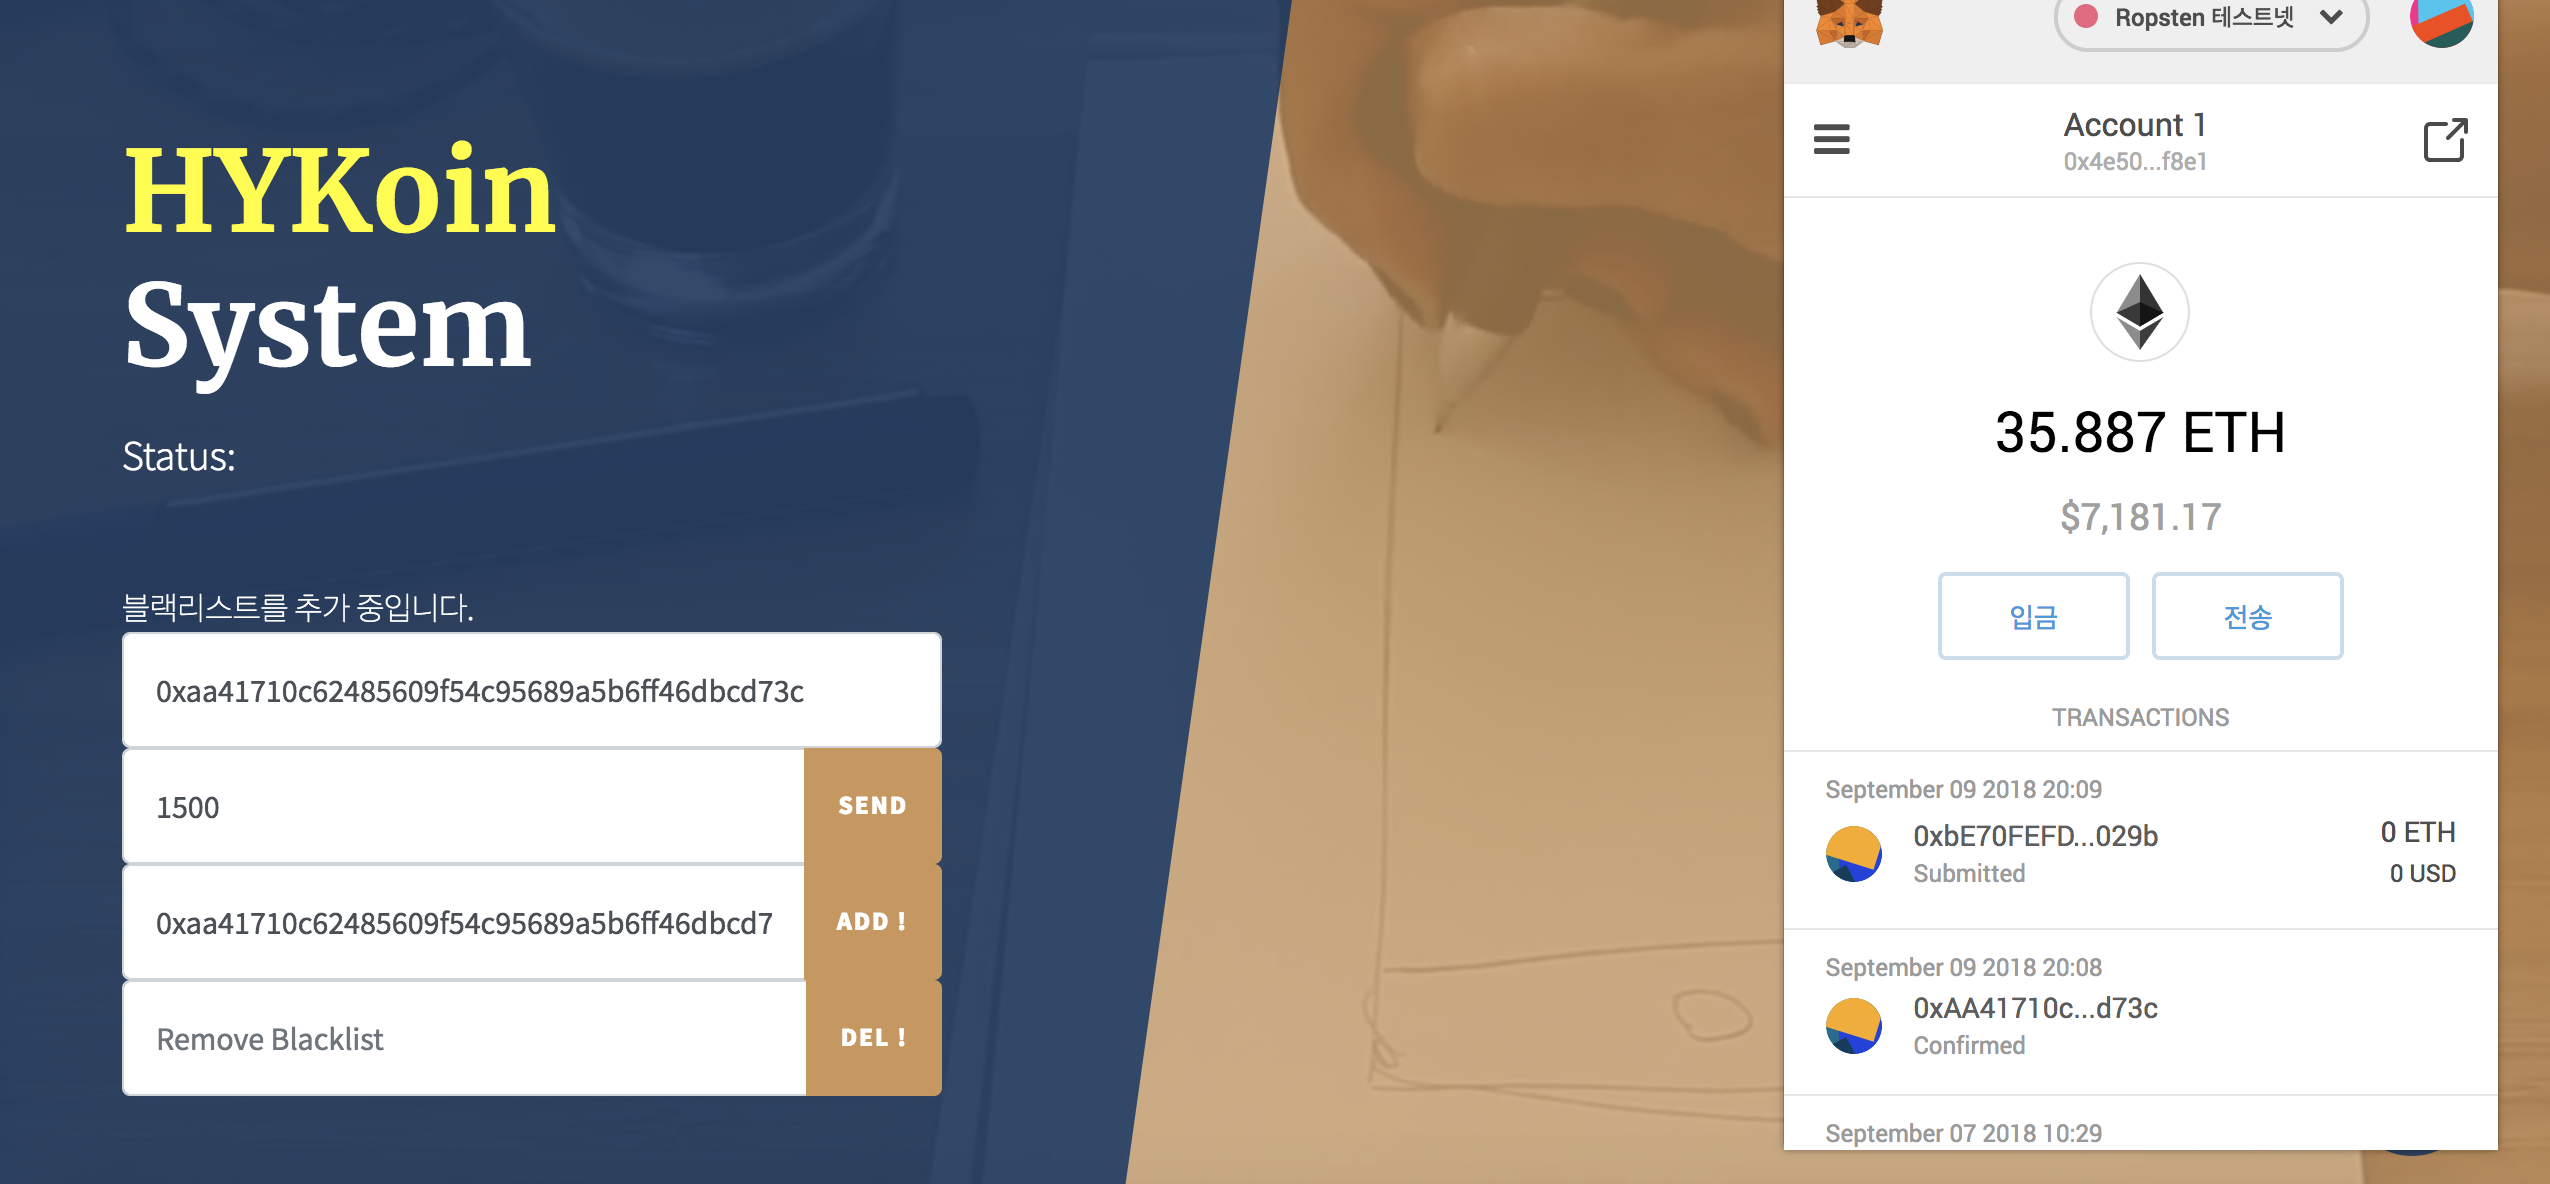 HYKoin
System
Status:
블랙리스트를 추가 중입니다.
0xaa41710c62485609f54c95689a5b6ff46dbcd73c
1500
SEND
0xaa41710c62485609f54c95689a5b6ff46dbcd7
ADD !
Remove Blacklist
DEL !
Ropsten 테스트넷
Account 1
0x4e50...f8e1
35.887 ETH
$7,181.17
입금
전송
TRANSACTIONS
September 09 2018 20:09
0xbE70FEFD...029b
0 ETH
Submitted
0 USD
September 09 2018 20:08
0xAA41710c...d73c
Confirmed
September 07 2018 10:29